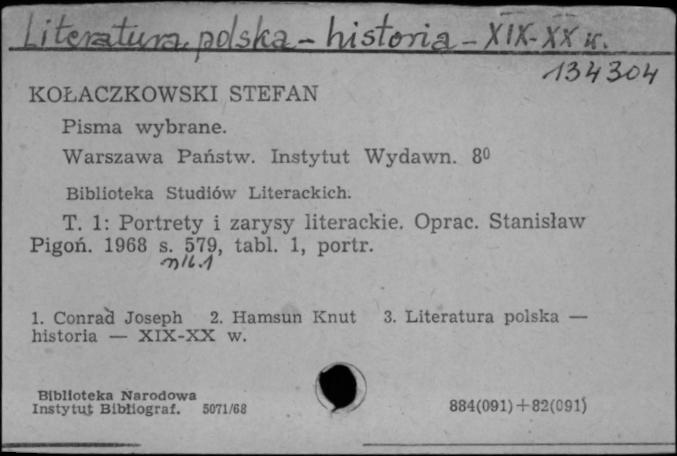 Literatura polska - historia - XIX-XX w.
134304
KOŁACZKOWSKI STEFAN
Pisma wybrane.
Warszawa Państw. Instytut Wydawn. 8⁰
Biblioteka Studiów Literackich.
T. 1: Portrety i zarysy literackie. Oprac. Stanisław
Pigoń. 1968 s. 579, tabl. 1, portr.
nlb.1
1. Conrad Joseph 2. Hamsun Knut 3. Literatura polska —
historia — XIX-XX w.
Biblioteka Narodowa
Instytut Bibliograf. 5071/68
884(091)+82(091)